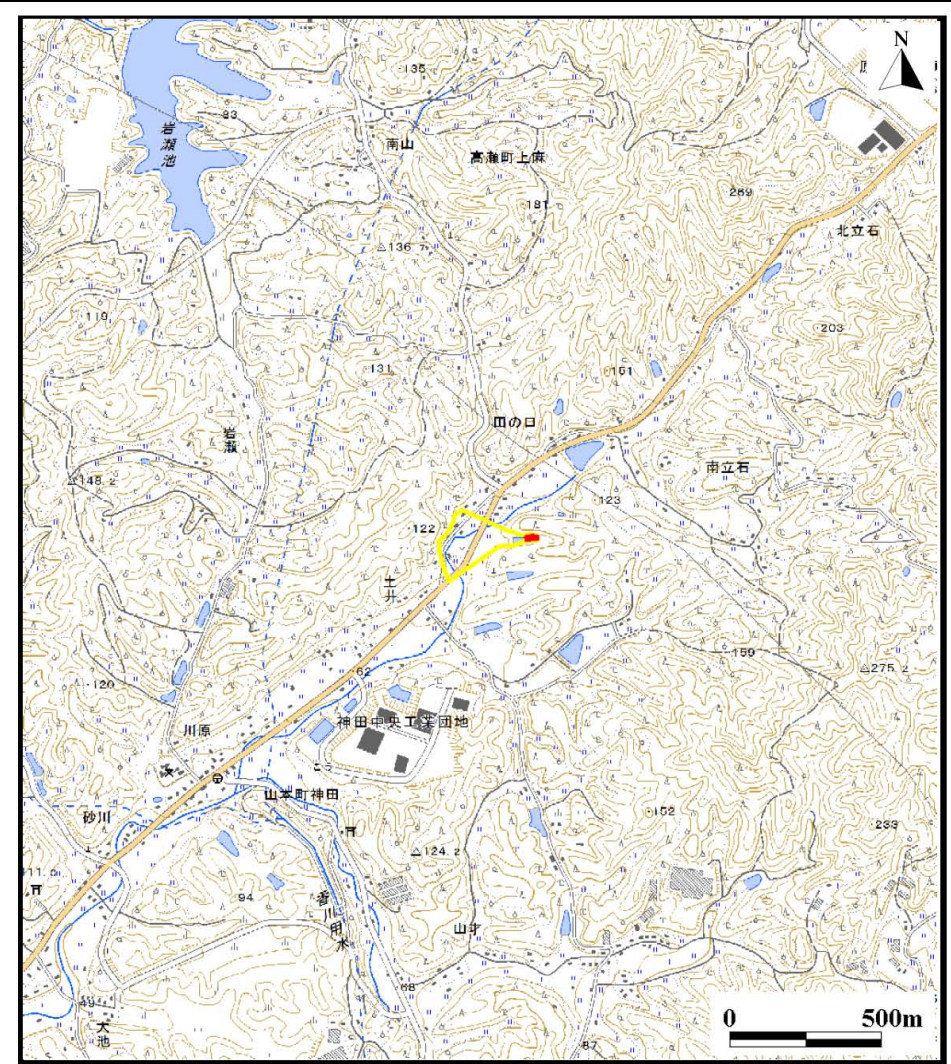 N
135
83
岩瀬池
南山
高瀬町上麻
181
269
北立石
136.7
119
203
131
151
田の口
岩瀬
南立石
148.2
123
122
土井
159
275.2
62
120
神田中央工業団地
川原
山本町神田
152
砂川
124.2
233
94
香川用水
山才
68
49
大池
87
0
500m